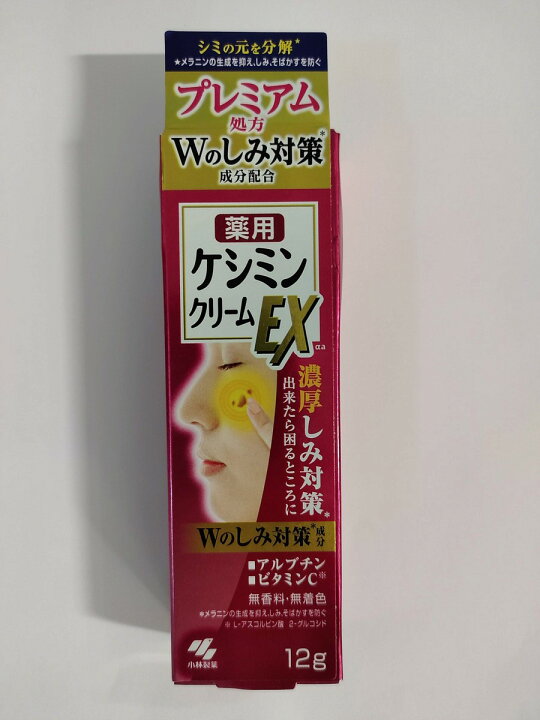 シミの元を分解*
★メラニンの生成を抑え、しみ、そばかすを防ぐ
プレミアム
処方
Wのしみ対策*
成分配合
薬用
ケシミン
クリームEX
αa
濃厚しみ対策*
出来たら困るところに
Wのしみ対策*成分
■アルブチン
■ビタミンC※
無香料・無着色
*メラニンの生成を抑え、しみ、そばかすを防ぐ
※ L-アスコルビン酸 2-グルコシド
小林製薬
12g